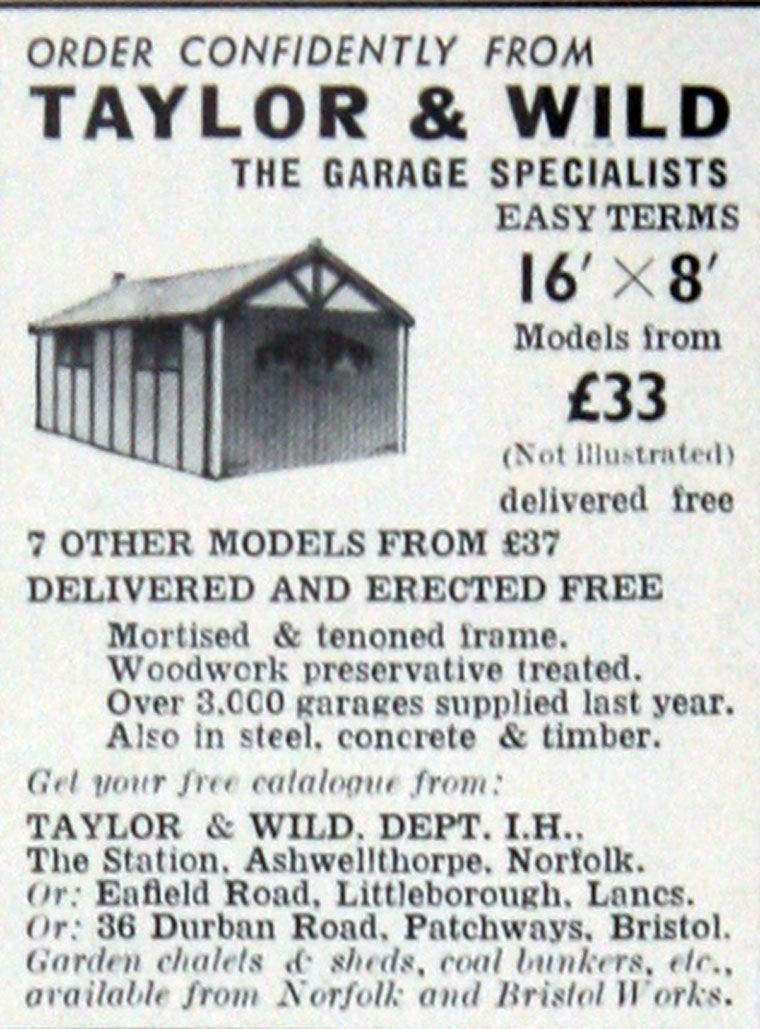 ORDER CONFIDENTLY FROM
TAYLOR & WILD
THE GARAGE SPECIALISTS
EASY TERMS
16' × 8'
Models from
£33
(Not illustrated)
delivered free
7 OTHER MODELS FROM £37
DELIVERED AND ERECTED FREE
Mortised & tenoned frame.
Woodwork preservative treated.
Over 3,000 garages supplied last year.
Also in steel, concrete & timber.
Get your free catalogue from:
TAYLOR & WILD, DEPT. I.H.,
The Station, Ashwellthorpe, Norfolk.
Or: Eafield Road, Littleborough, Lancs.
Or: 36 Durban Road, Patchways, Bristol.
Garden chalets & sheds, coal bunkers, etc.,
available from Norfolk and Bristol Works.